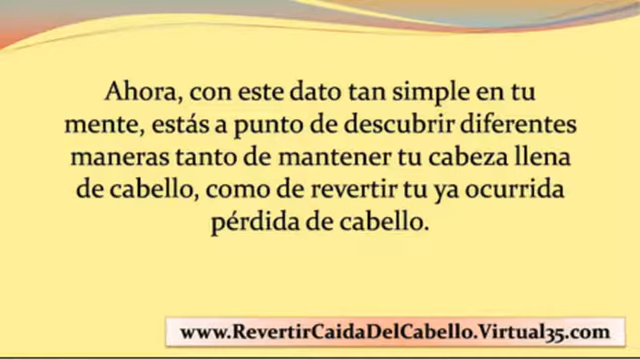 Ahora, con este dato tan simple en tu
mente, estás a punto de descubrir diferentes
maneras tanto de mantener tu cabeza llena
de cabello, como de revertir tu ya ocurrida
pérdida de cabello.
www.RevertirCaidaDelCabello.Virtual35.com